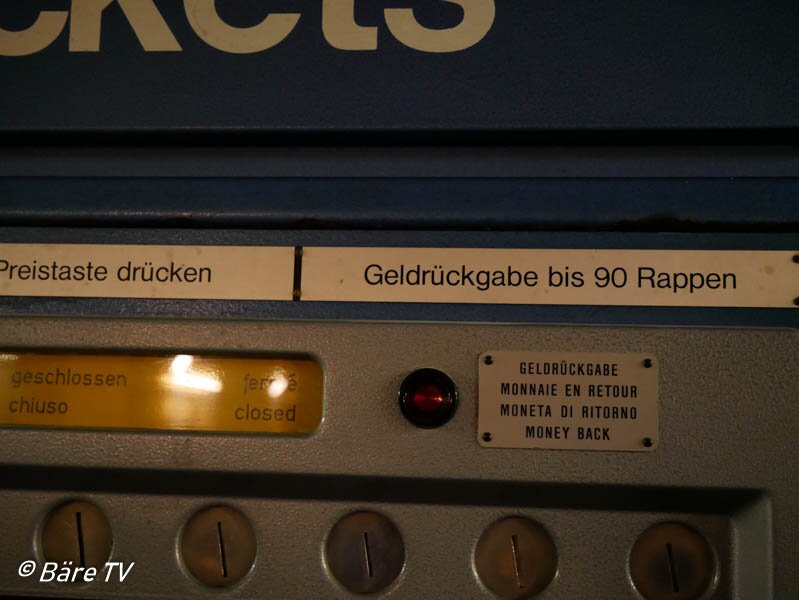 ckets
Preistaste drücken
Geldrückgabe bis 90 Rappen
geschlossen fermé
chiuso closed
GELDRÜCKGABE
MONNAIE EN RETOUR
MONETA DI RITORNO
MONEY BACK
© Bäre TV